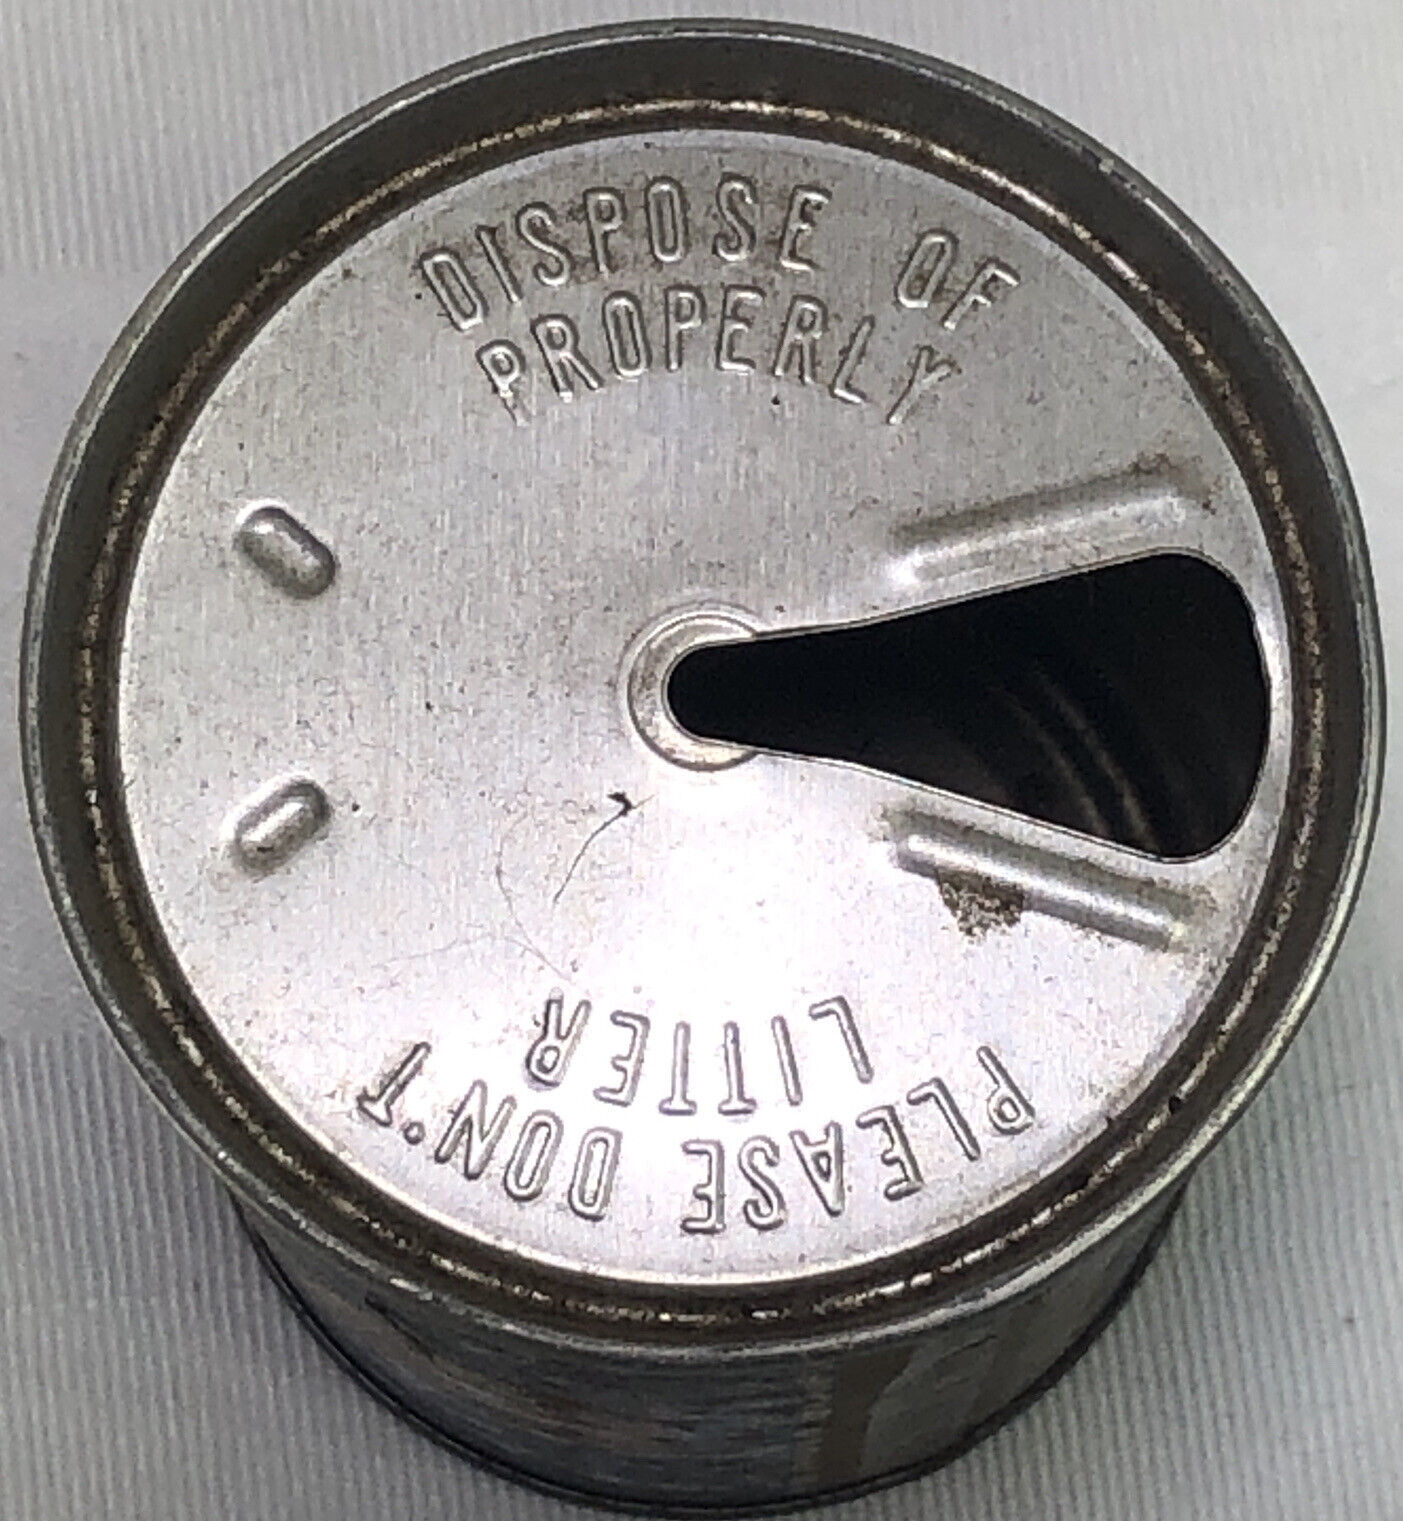 DISPOSE OF
PROPERLY
PLEASE DON'T
LITTER